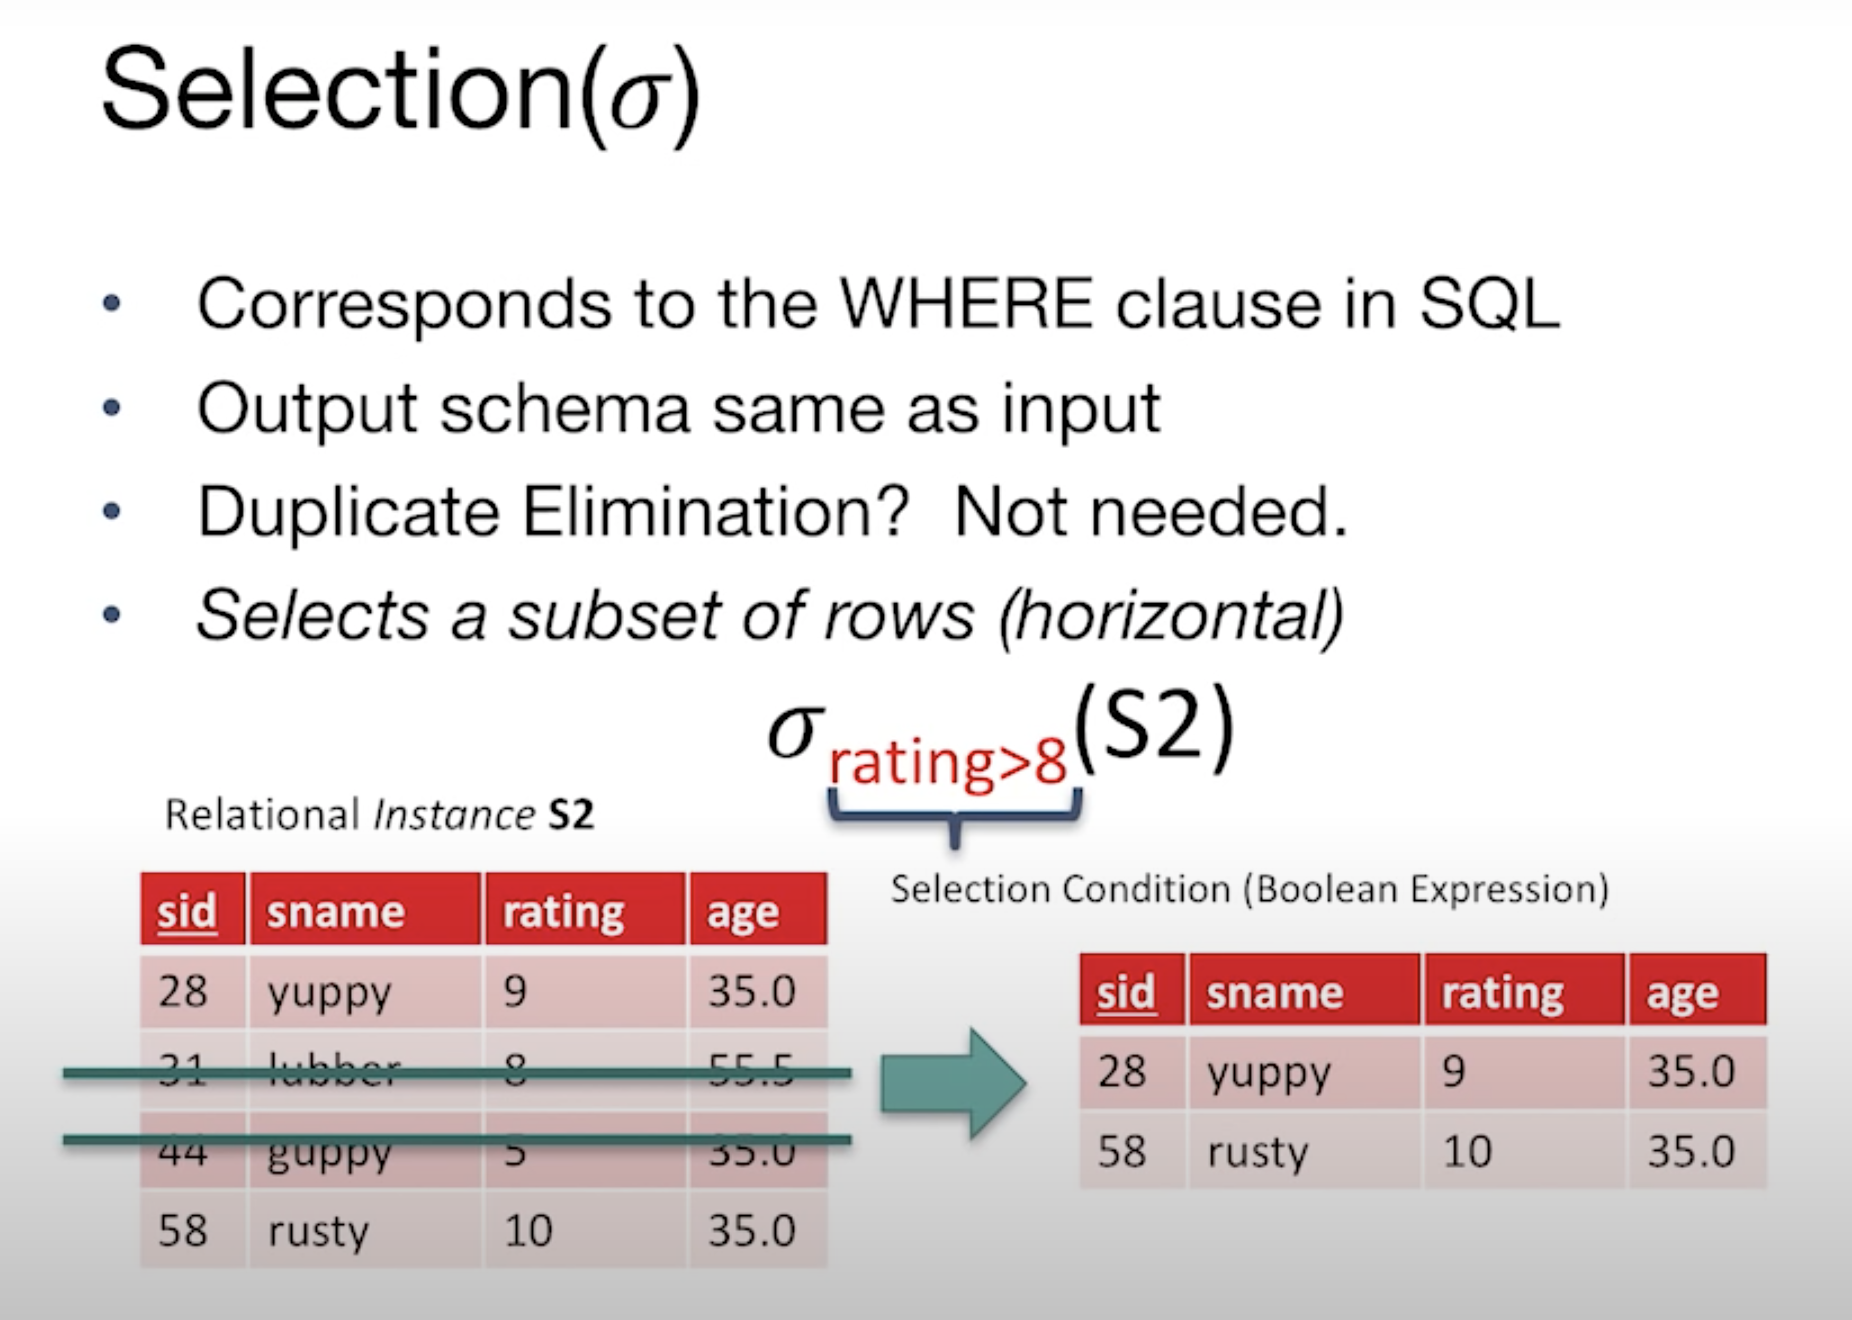 Selection(σ)
• Corresponds to the WHERE clause in SQL
• Output schema same as input
• Duplicate Elimination?  Not needed.
• Selects a subset of rows (horizontal)
σ rating>8 (S2)
Relational Instance S2
Selection Condition (Boolean Expression)
sid sname rating age
28 yuppy 9 35.0
31 lubber 8 55.5
44 guppy 5 35.0
58 rusty 10 35.0
sid sname rating age
28 yuppy 9 35.0
58 rusty 10 35.0